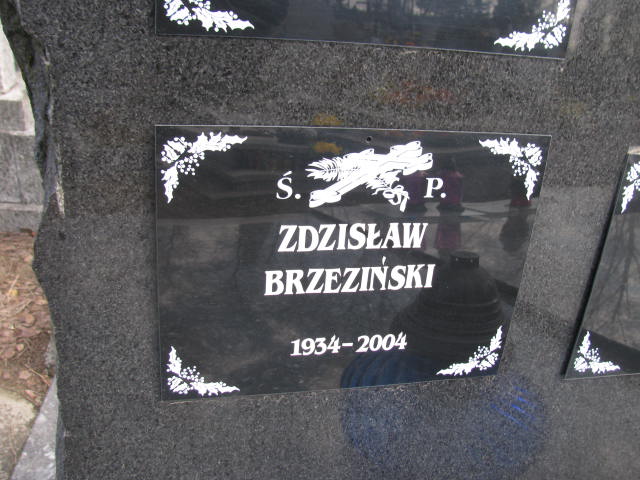 Ś. P.
ZDZISŁAW
BRZEZIŃSKI
1934-2004